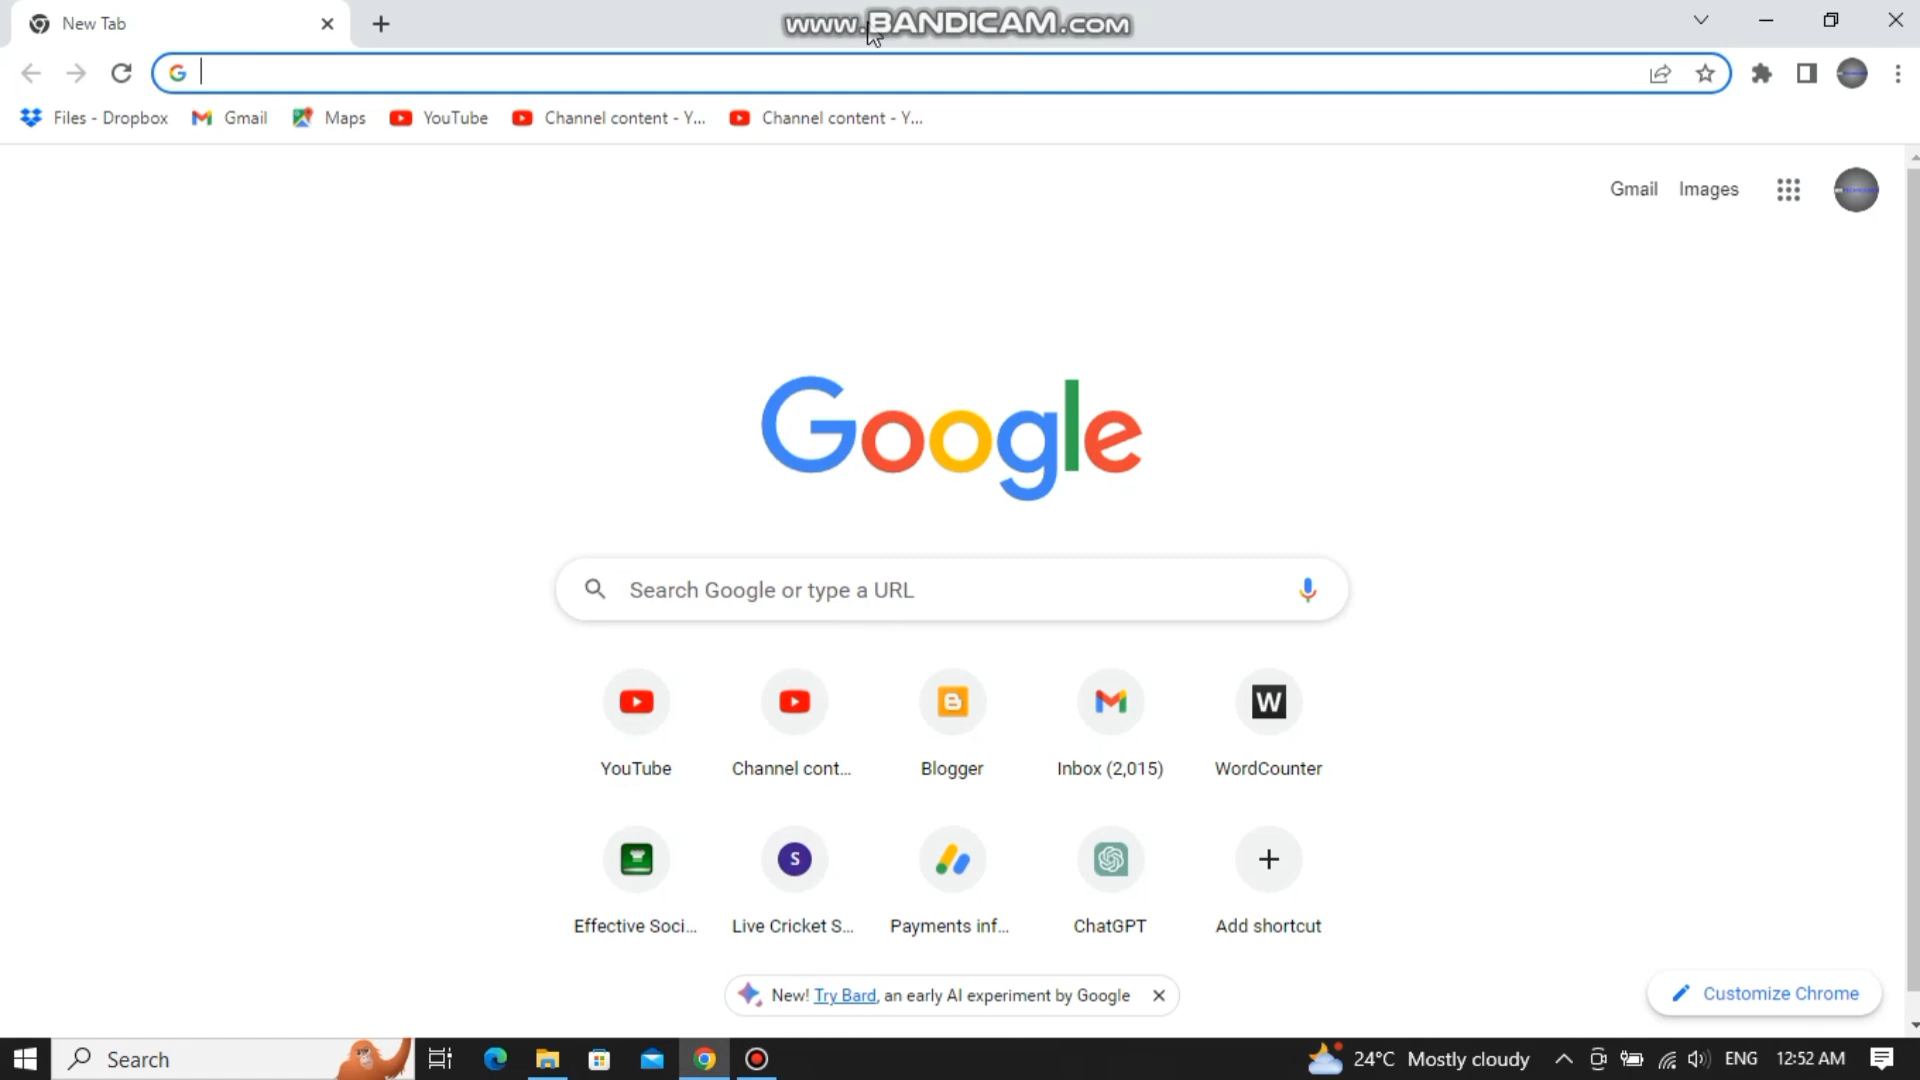 New Tab
www.BANDICAM.com
Files - Dropbox
Gmail
Maps
YouTube
Channel content - Y...
Channel content - Y...
Gmail
Images
Google
Search Google or type a URL
YouTube
Channel cont...
Blogger
Inbox (2,015)
W
WordCounter
Effective Soci...
S
Live Cricket S...
Payments inf...
ChatGPT
Add shortcut
New! Try Bard, an early AI experiment by Google
Customize Chrome
Search
24°C Mostly cloudy
ENG
12:52 AM